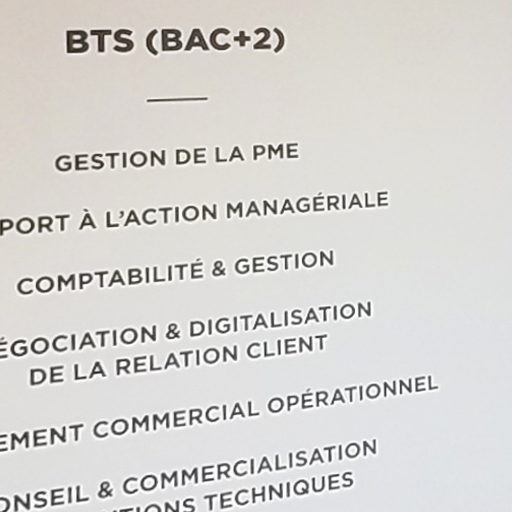 BTS (BAC+2)
GESTION DE LA PME
PORT À L'ACTION MANAGÉRIALE
COMPTABILITÉ & GESTION
ÉGOCIATION & DIGITALISATION
DE LA RELATION CLIENT
EMENT COMMERCIAL OPÉRATIONNEL
ONSEIL & COMMERCIALISATION
TIONS TECHNIQUES